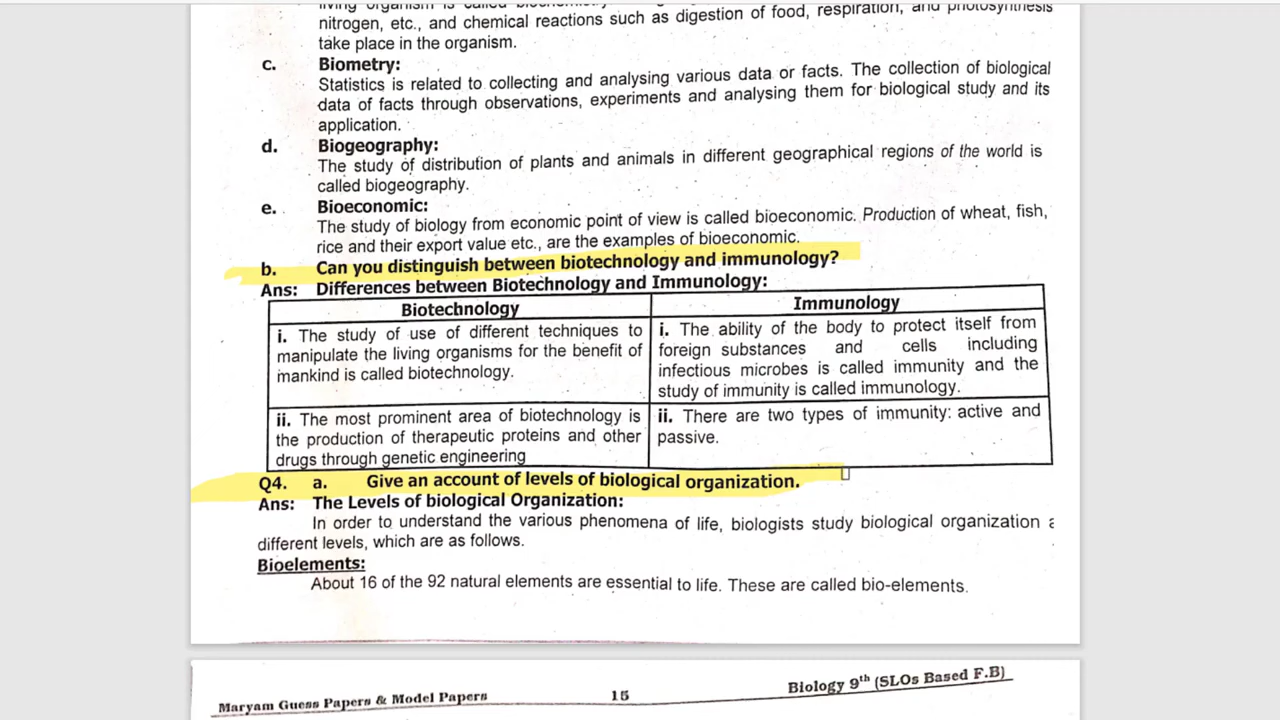 living organism is called
nitrogen, etc., and chemical reactions such as digestion of food, respiration, and photosynthesis
take place in the organism.
c. Biometry:
Statistics is related to collecting and analysing various data or facts. The collection of biological
data of facts through observations, experiments and analysing them for biological study and its
application.
d. Biogeography:
The study of distribution of plants and animals in different geographical regions of the world is
called biogeography.
e. Bioeconomic:
The study of biology from economic point of view is called bioeconomic. Production of wheat, fish,
rice and their export value etc., are the examples of bioeconomic.
b. Can you distinguish between biotechnology and immunology?
Ans: Differences between Biotechnology and Immunology:
Biotechnology
i. The study of use of different techniques to
manipulate the living organisms for the benefit of
mankind is called biotechnology.
ii. The most prominent area of biotechnology is
the production of therapeutic proteins and other
drugs through genetic engineering
Immunology
i. The ability of the body to protect itself from
foreign substances and cells including
infectious microbes is called immunity and the
study of immunity is called immunology.
ii. There are two types of immunity: active and
passive.
Q4. a. Give an account of levels of biological organization.
Ans: The Levels of biological Organization:
In order to understand the various phenomena of life, biologists study biological organization
different levels, which are as follows.
Bioelements:
About 16 of the 92 natural elements are essential to life. These are called bio-elements.
Maryam Guess Papers & Model Papers 15 Biology 9th (SLOs Based F.B)